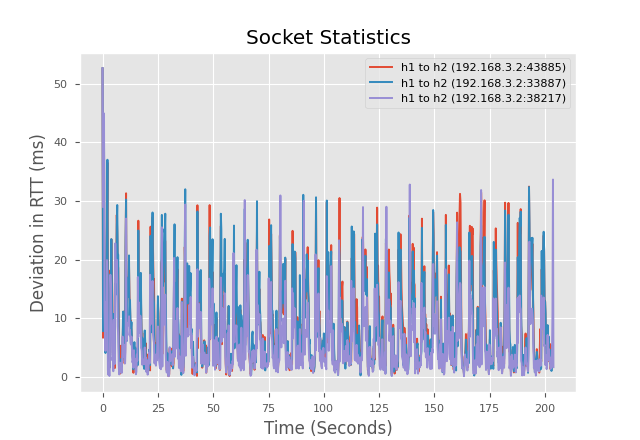 Socket Statistics
h1 to h2 (192.168.3.2:43885)
h1 to h2 (192.168.3.2:33887)
h1 to h2 (192.168.3.2:38217)
Deviation in RTT (ms)
50
40
30
20
10
0
0 25 50 75 100 125 150 175 200
Time (Seconds)